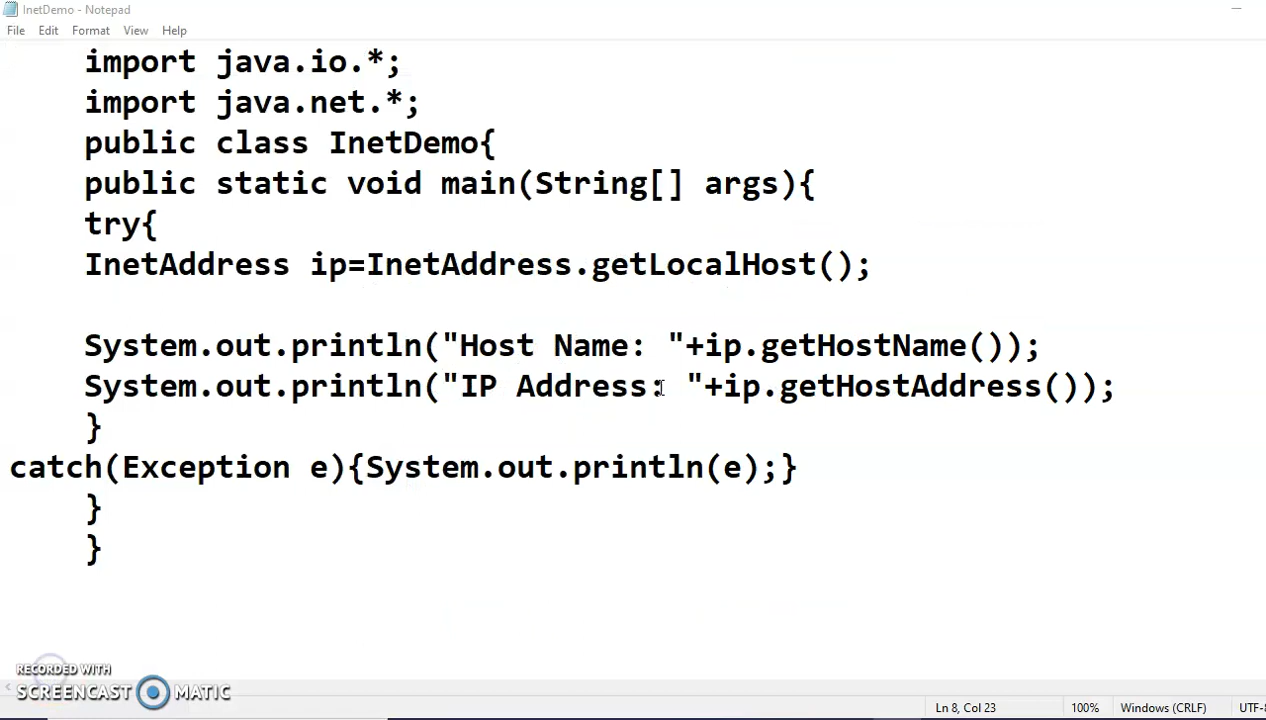 InetDemo - Notepad
File Edit Format View Help
import java.io.*;
import java.net.*;
public class InetDemo{
public static void main(String[] args){
try{
InetAddress ip=InetAddress.getLocalHost();
System.out.println("Host Name: "+ip.getHostName());
System.out.println("IP Address: "+ip.getHostAddress());
}
catch(Exception e){System.out.println(e);}
}
}
RECORDED WITH
SCREENCAST MATIC
Ln 8, Col 23 100% Windows (CRLF) UTF-8